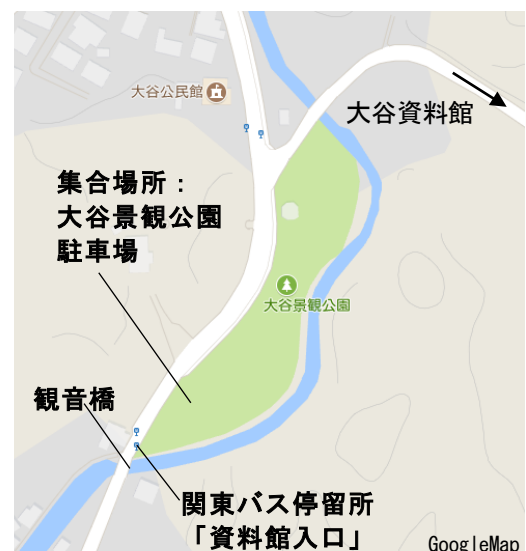 大谷公民館
大谷資料館
集合場所：
大谷景観公園
駐車場
大谷景観公園
観音橋
関東バス停留所
「資料館入口」
GoogleMap